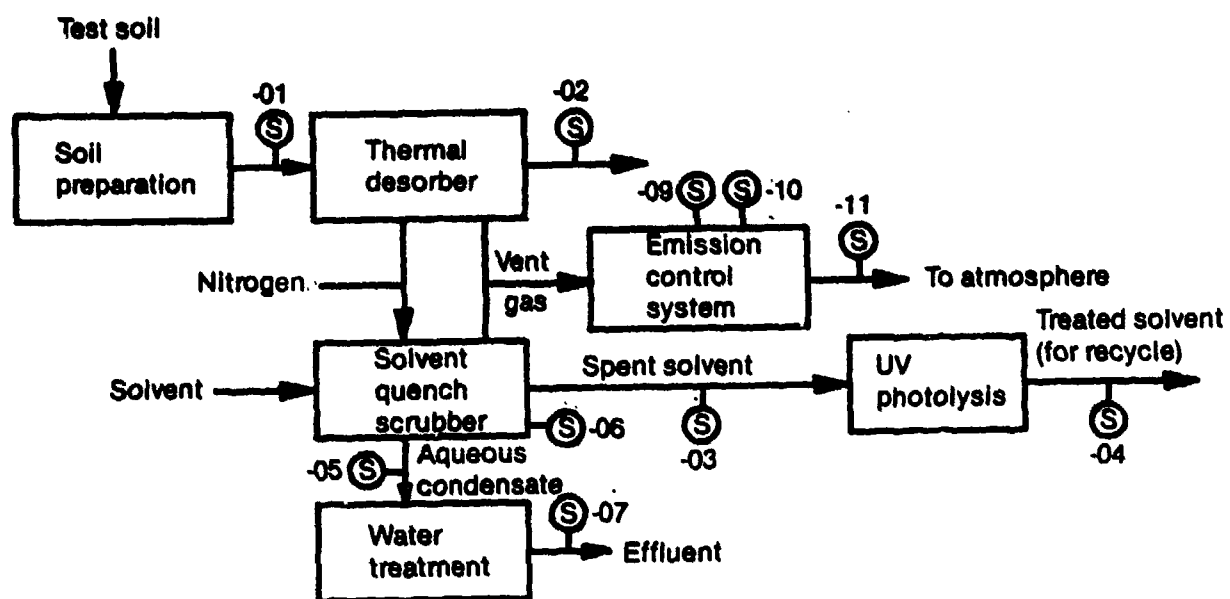 Test soil
-01
S
-02
S
Soil
preparation
Thermal
desorber
-09 S
S -10
-11
S
Nitrogen
Vent
gas
Emission
control
system
To atmosphere
Treated solvent
(for recycle)
Solvent
Solvent
quench
scrubber
Spent solvent
UV
photolysis
S -06
S
-03
S
-04
-05 S
Aqueous
condensate
S -07
Water
treatment
Effluent